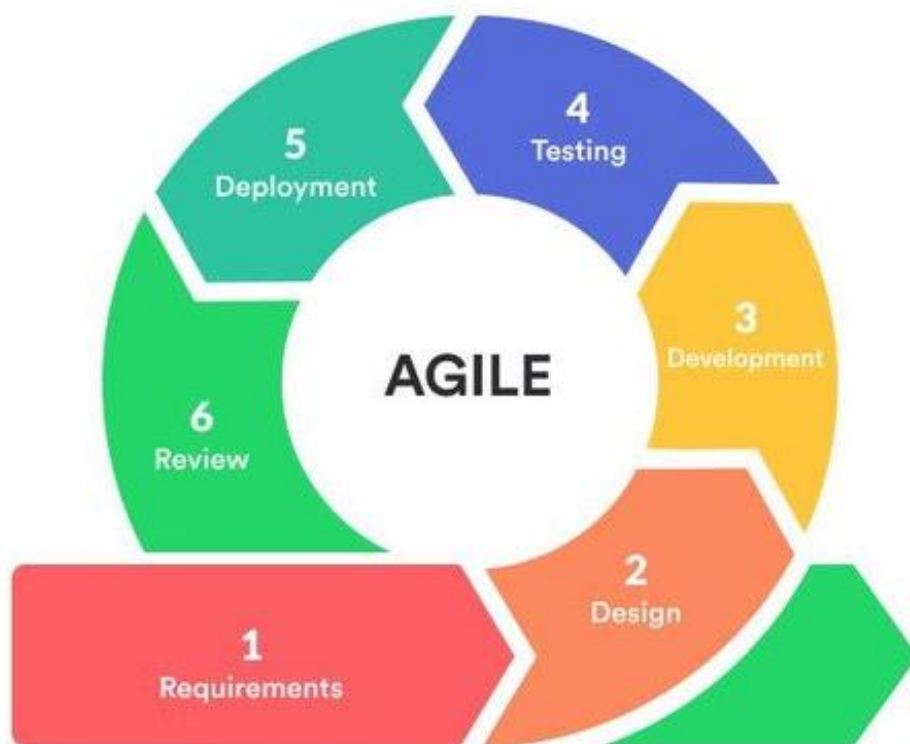 AGILE
1
Requirements
2
Design
3
Development
4
Testing
5
Deployment
6
Review